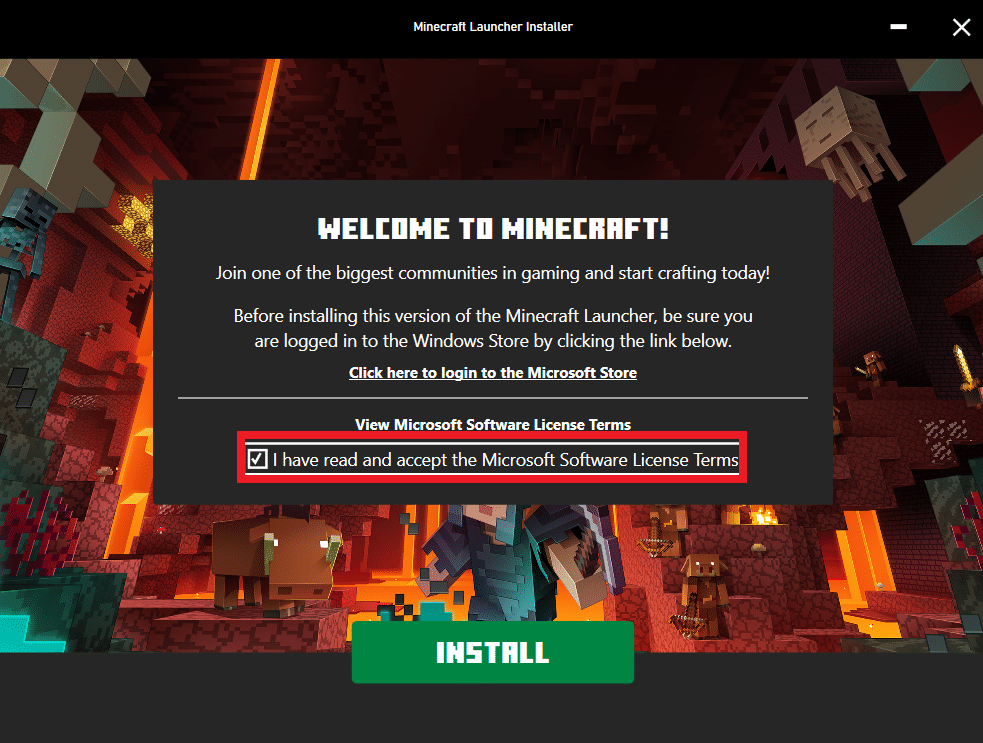 Minecraft Launcher Installer
WELCOME TO MINECRAFT!
Join one of the biggest communities in gaming and start crafting today!
Before installing this version of the Minecraft Launcher, be sure you
are logged in to the Windows Store by clicking the link below.
Click here to login to the Microsoft Store
View Microsoft Software License Terms
I have read and accept the Microsoft Software License Terms
INSTALL